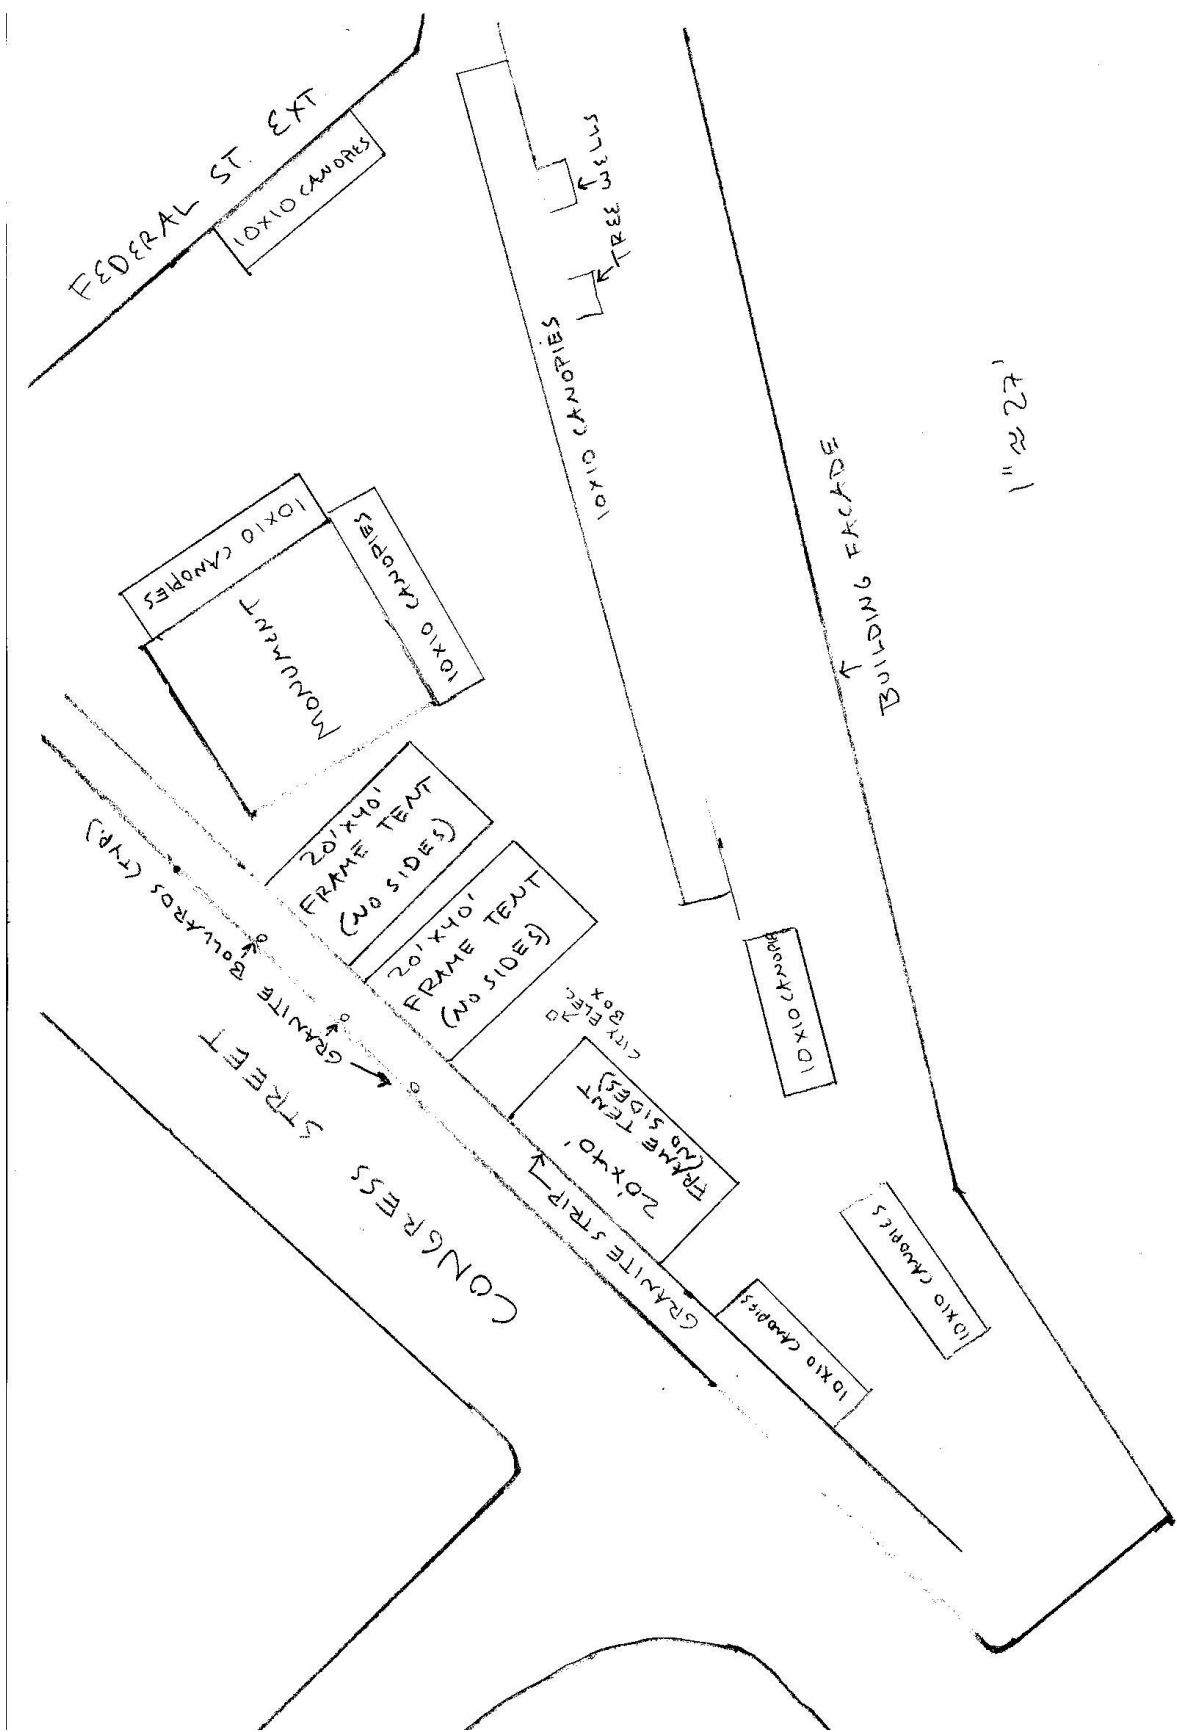 FEDERAL ST. EXT.
10X10 CANOPIES
TREE WELLS
10X10 CANOPIES
1" ≈ 27'
BUILDING FACADE
10X10 CANOPIES
10X10 CANOPIES
MONUMENT
20'X40'
FRAME TENT
(NO SIDES)
20'X40'
FRAME TENT
(NO SIDES)
GRANITE BOLLARDS (TYP.)
CITY ELEC.
BOX
20'X40'
FRAME TENT
(NO SIDES)
GRANITE STRIP
CONGRESS STREET
10X10 CANOPIES
10X10 CANOPIES